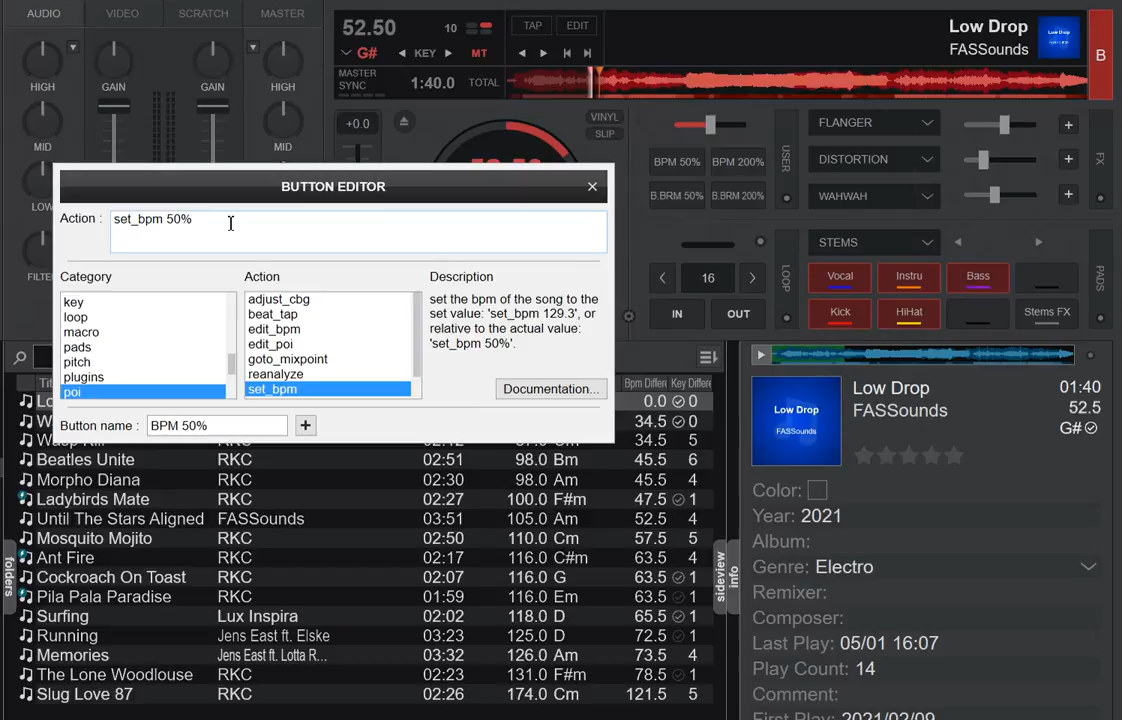 AUDIO
VIDEO
SCRATCH
MASTER
HIGH
GAIN
GAIN
HIGH
MID
MID
LOW
FILTE
52.50
10
TAP
EDIT
G#
KEY
MT
MASTER
SYNC
1:40.0
TOTAL
Low Drop
FASSounds
B
+0.0
VINYL
SLIP
BPM 50%
BPM 200%
B.BRM 50%
B.BRM 200%
USER
FLANGER
DISTORTION
WAHWAH
FX
16
IN
OUT
LOOP
STEMS
Vocal
Instru
Bass
Kick
HiHat
Stems FX
PADS
BUTTON EDITOR
Action :
set_bpm 50%
Category
Action
Description
key
loop
macro
pads
pitch
plugins
poi
adjust_cbg
beat_tap
edit_bpm
edit_poi
goto_mixpoint
reanalyze
set_bpm
set the bpm of the song to the
set value: 'set_bpm 129.3', or
relative to the actual value:
'set_bpm 50%'.
Documentation...
Button name :
BPM 50%
+
Bpm Differe
Key Differe
0.0 0
34.5 0
34.5 5
Beatles Unite RKC 02:51 98.0 Bm 45.5 6
Morpho Diana RKC 02:30 98.0 Am 45.5 4
Ladybirds Mate RKC 02:27 100.0 F#m 47.5 1
Until The Stars Aligned FASSounds 03:51 105.0 Am 52.5 4
Mosquito Mojito RKC 02:50 110.0 Cm 57.5 5
Ant Fire RKC 02:17 116.0 C#m 63.5 4
Cockroach On Toast RKC 02:07 116.0 G 63.5 1
Pila Pala Paradise RKC 01:59 116.0 Em 63.5 1
Surfing Lux Inspira 02:02 118.0 D 65.5 1
Running Jens East ft. Elske 03:23 125.0 D 72.5 1
Memories Jens East ft. Lotta R... 03:32 126.0 Am 73.5 4
The Lone Woodlouse RKC 02:23 131.0 F#m 78.5 1
Slug Love 87 RKC 02:26 174.0 Cm 121.5 5
folders
sideview
info
Low Drop
FASSounds
Low Drop
FASSounds
01:40
52.5
G#
Color:
Year: 2021
Album:
Genre: Electro
Remixer:
Composer:
Last Play: 05/01 16:07
Play Count: 14
Comment:
First Play: 2021/02/09